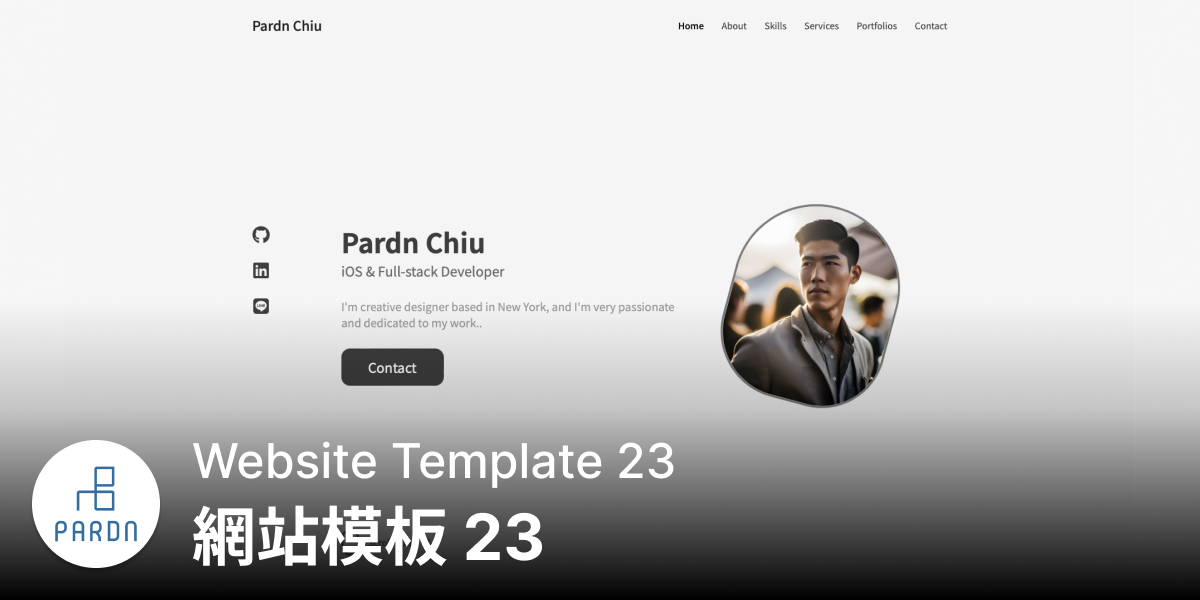 Pardn Chiu
Home About Skills Services Portfolios Contact
Pardn Chiu
iOS & Full-stack Developer
I'm creative designer based in New York, and I'm very passionate
and dedicated to my work..
Contact
Website Template 23
網站模板 23
PARDN